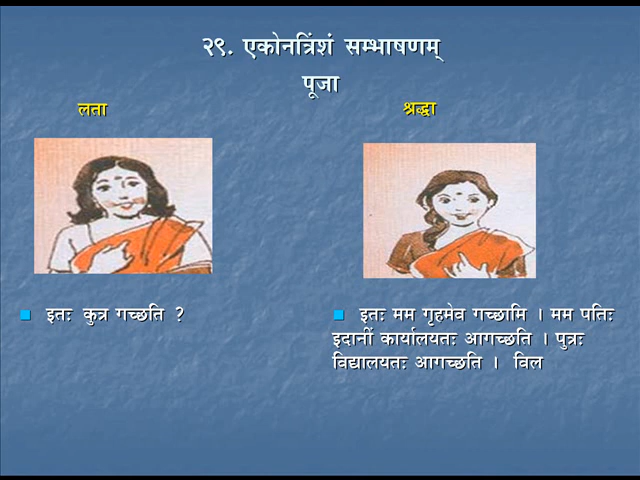 २९. एकोनत्रिंशं सम्भाषणम्
पूजा
लता
श्रद्धा
इतः कुत्र गच्छति ?
इतः मम गृहमेव गच्छामि । मम पतिः
इदानीं कार्यालयतः आगच्छति । पुत्रः
विद्यालयतः आगच्छति । विल